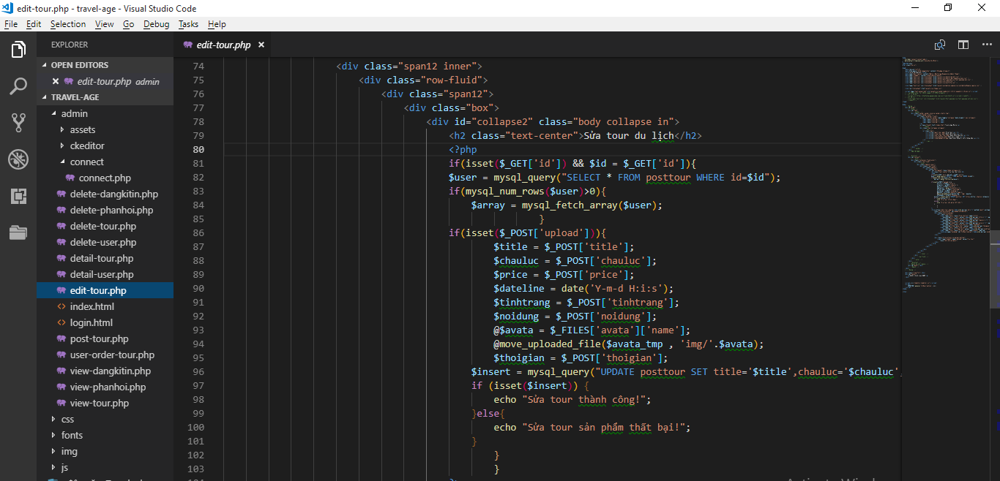 edit-tour.php - travel-age - Visual Studio Code
File Edit Selection View Go Debug Tasks Help
EXPLORER
OPEN EDITORS
edit-tour.php admin
TRAVEL-AGE
admin
assets
ckeditor
connect
connect.php
delete-dangkitin.php
delete-phanhoi.php
delete-tour.php
delete-user.php
detail-tour.php
detail-user.php
edit-tour.php
index.html
login.html
post-tour.php
user-order-tour.php
view-dangkitin.php
view-phanhoi.php
view-tour.php
css
fonts
img
js
edit-tour.php
74 <div class="span12 inner">
75 <div class="row-fluid">
76 <div class="span12">
77 <div class="box">
78 <div id="collapse2" class="body collapse in">
79 <h2 class="text-center">Sửa tour du lịch</h2>
80 <?php
81 if(isset($_GET['id']) && $id = $_GET['id']){
82 $user = mysql_query("SELECT * FROM posttour WHERE id=$id");
83 if(mysql_num_rows($user)>0){
84 $array = mysql_fetch_array($user);
85 }
86 if(isset($_POST['upload'])){
87 $title = $_POST['title'];
88 $chauluc = $_POST['chauluc'];
89 $price = $_POST['price'];
90 $dateline = date('Y-m-d H:i:s');
91 $tinhtrang = $_POST['tinhtrang'];
92 $noidung = $_POST['noidung'];
93 @$avata = $_FILES['avata']['name'];
94 @move_uploaded_file($avata_tmp , 'img/'.$avata);
95 $thoigian = $_POST['thoigian'];
96 $insert = mysql_query("UPDATE posttour SET title='$title',chauluc='$chauluc',
97 if (isset($insert)) {
98 echo "Sửa tour thành công!";
99 }else{
100 echo "Sửa tour sản phẩm thất bại!";
101 }
102 }
103 }